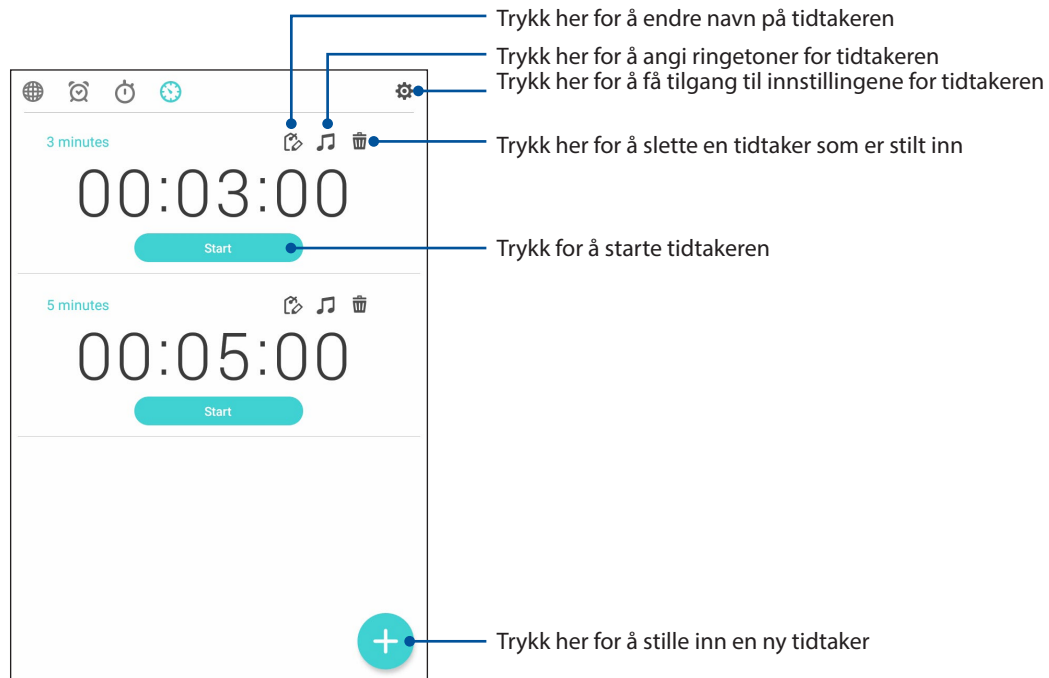 Trykk her for å endre navn på tidtakeren
Trykk her for å angi ringetoner for tidtakeren
Trykk her for å få tilgang til innstillingene for tidtakeren
3 minutes
Trykk her for å slette en tidtaker som er stilt inn
00:03:00
Start
Trykk for å starte tidtakeren
5 minutes
00:05:00
Start
Trykk her for å stille inn en ny tidtaker